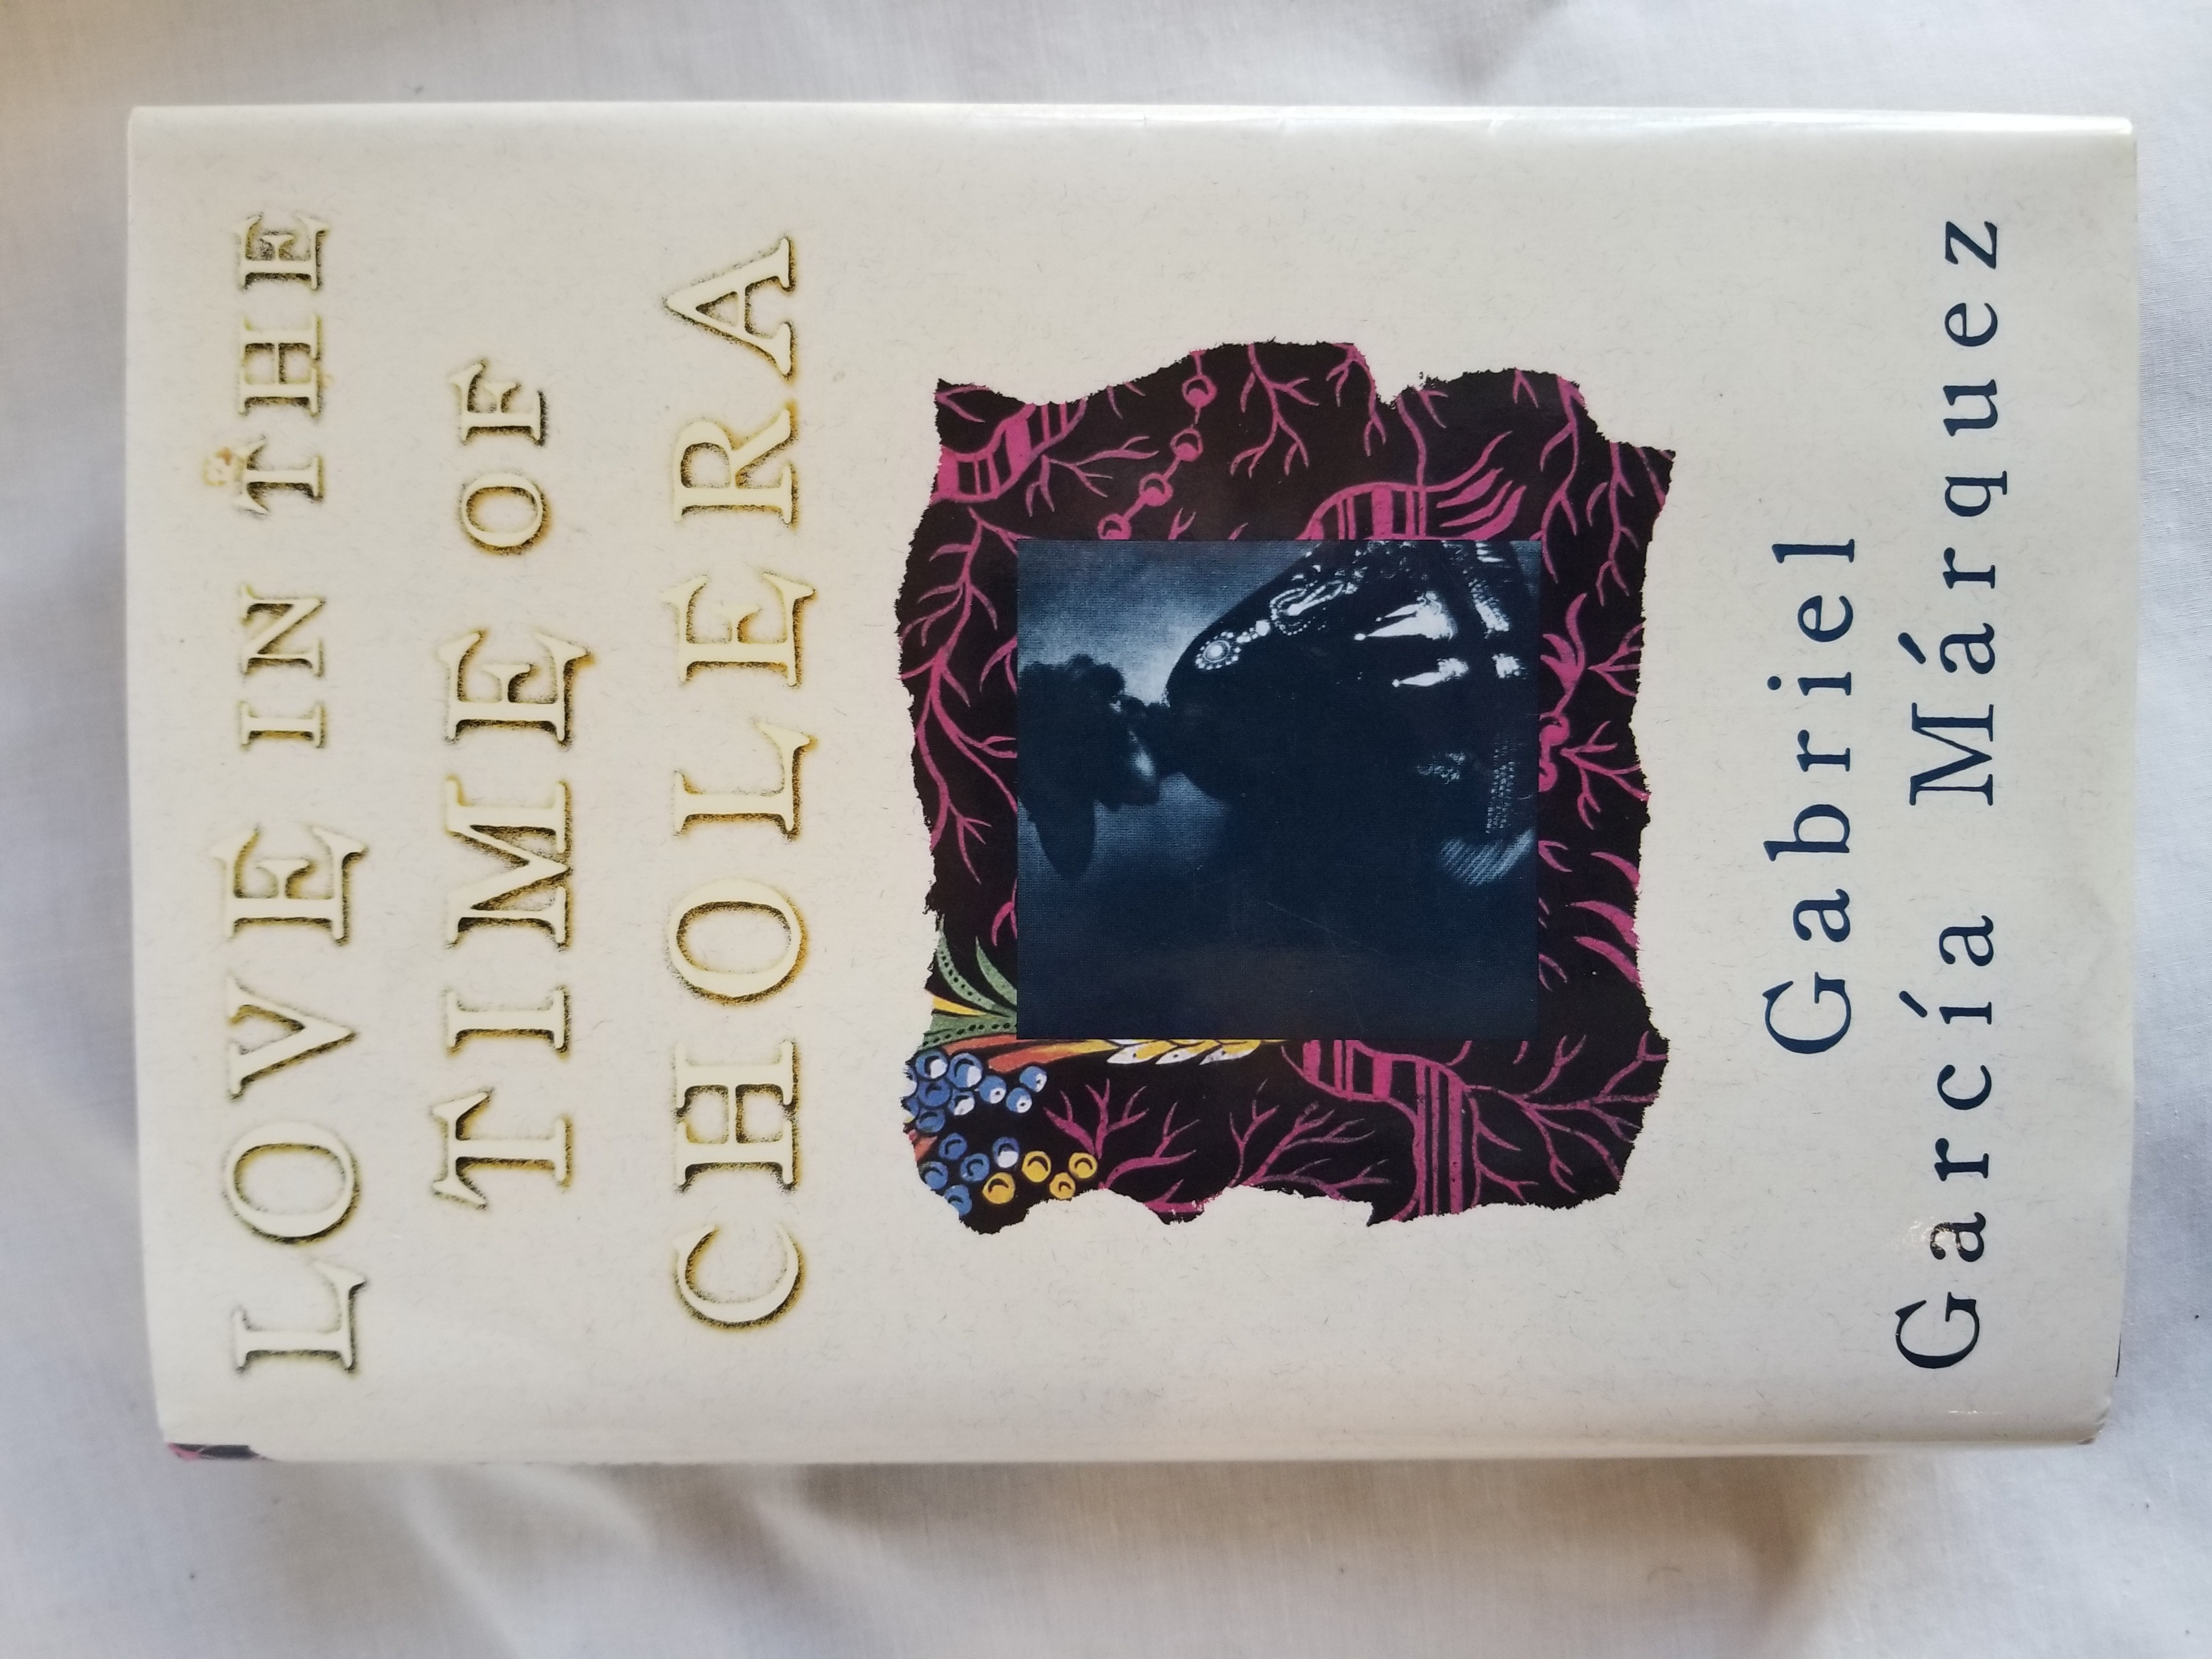 LOVE IN THE
TIME OF
CHOLERA
Gabriel
García Márquez